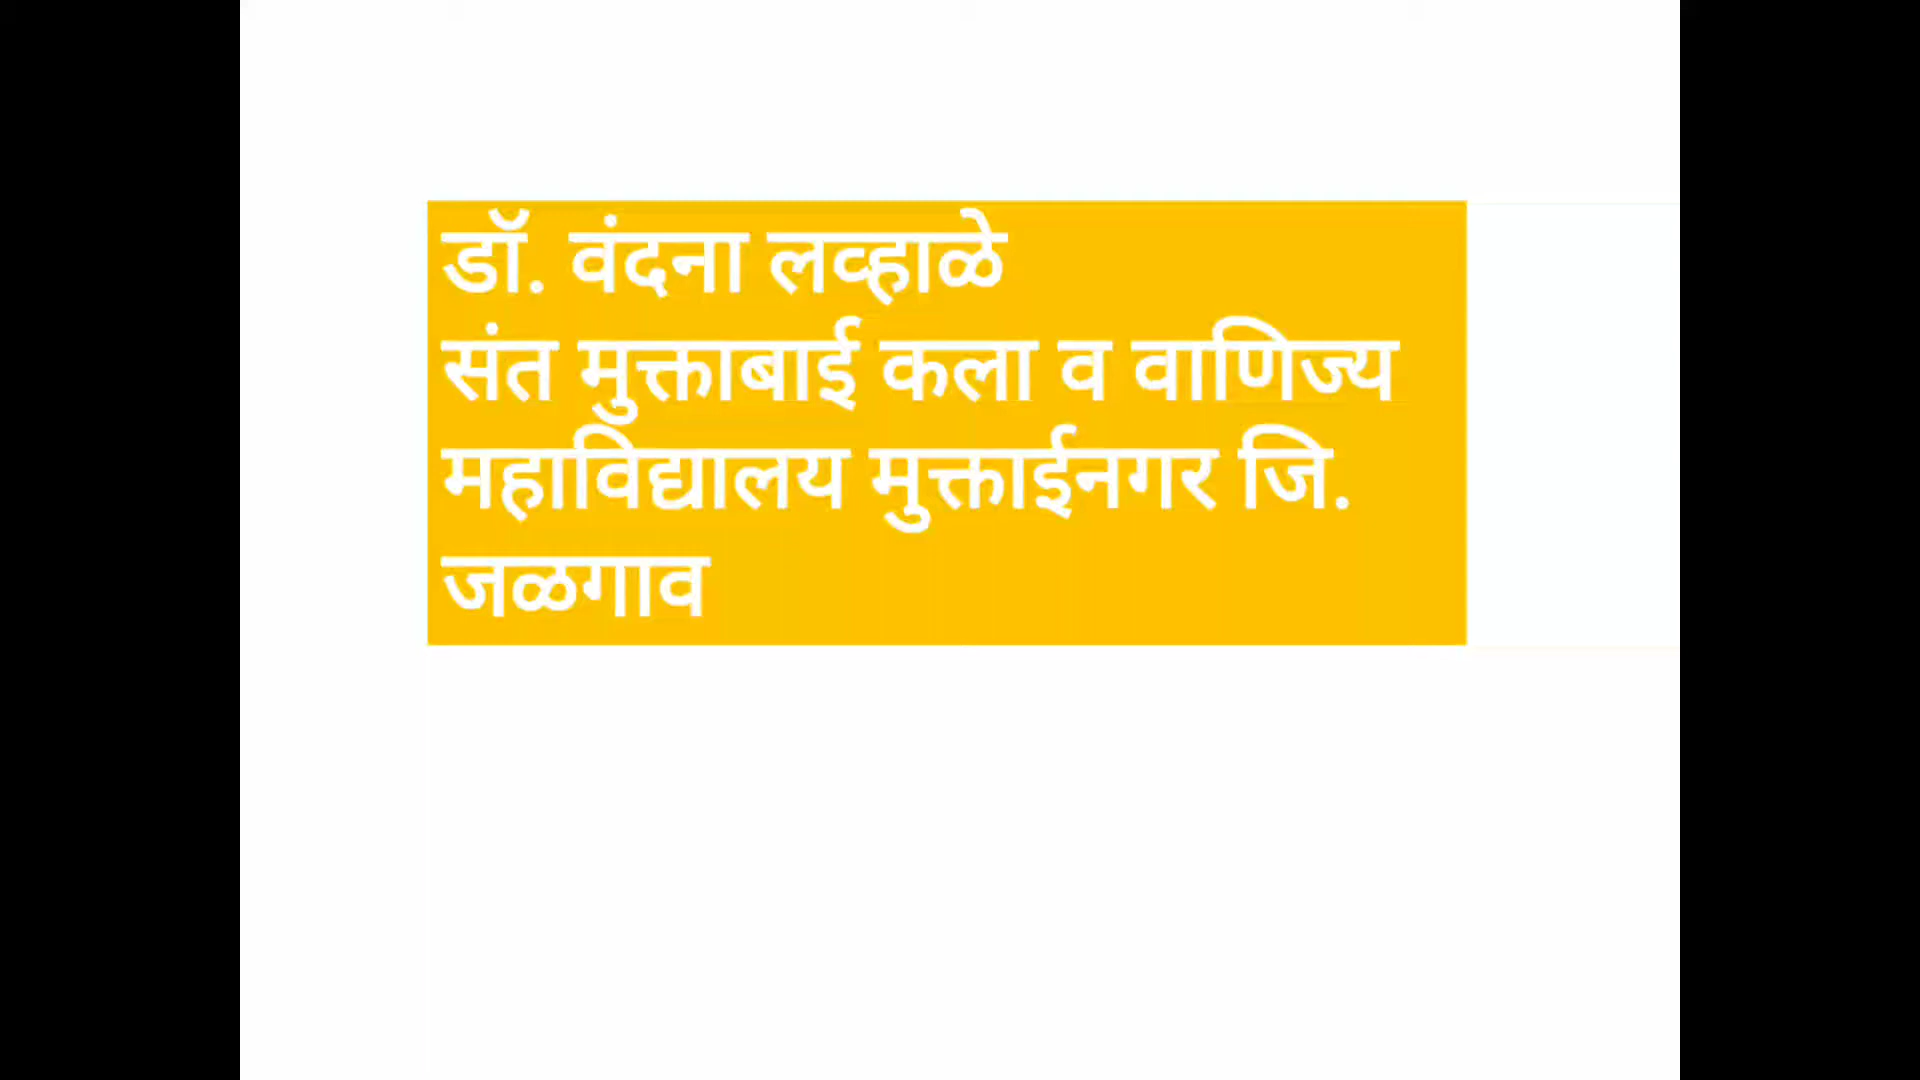 डॉ. वंदना लव्हाळे
संत मुक्ताबाई कला व वाणिज्य
महाविद्यालय मुक्ताईनगर जि.
जळगाव